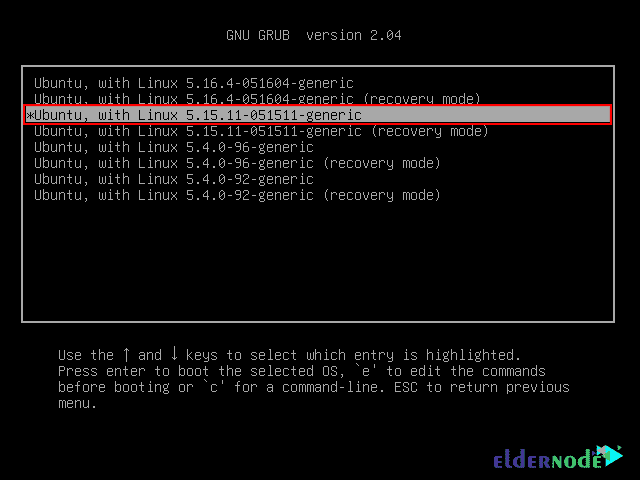 GNU GRUB  version 2.04
Ubuntu, with Linux 5.16.4-051604-generic
Ubuntu, with Linux 5.16.4-051604-generic (recovery mode)
*Ubuntu, with Linux 5.15.11-051511-generic
Ubuntu, with Linux 5.15.11-051511-generic (recovery mode)
Ubuntu, with Linux 5.4.0-96-generic
Ubuntu, with Linux 5.4.0-96-generic (recovery mode)
Ubuntu, with Linux 5.4.0-92-generic
Ubuntu, with Linux 5.4.0-92-generic (recovery mode)
Use the ↑ and ↓ keys to select which entry is highlighted.
Press enter to boot the selected OS, `e' to edit the commands
before booting or `c' for a command-line. ESC to return previous
menu.
eldernode